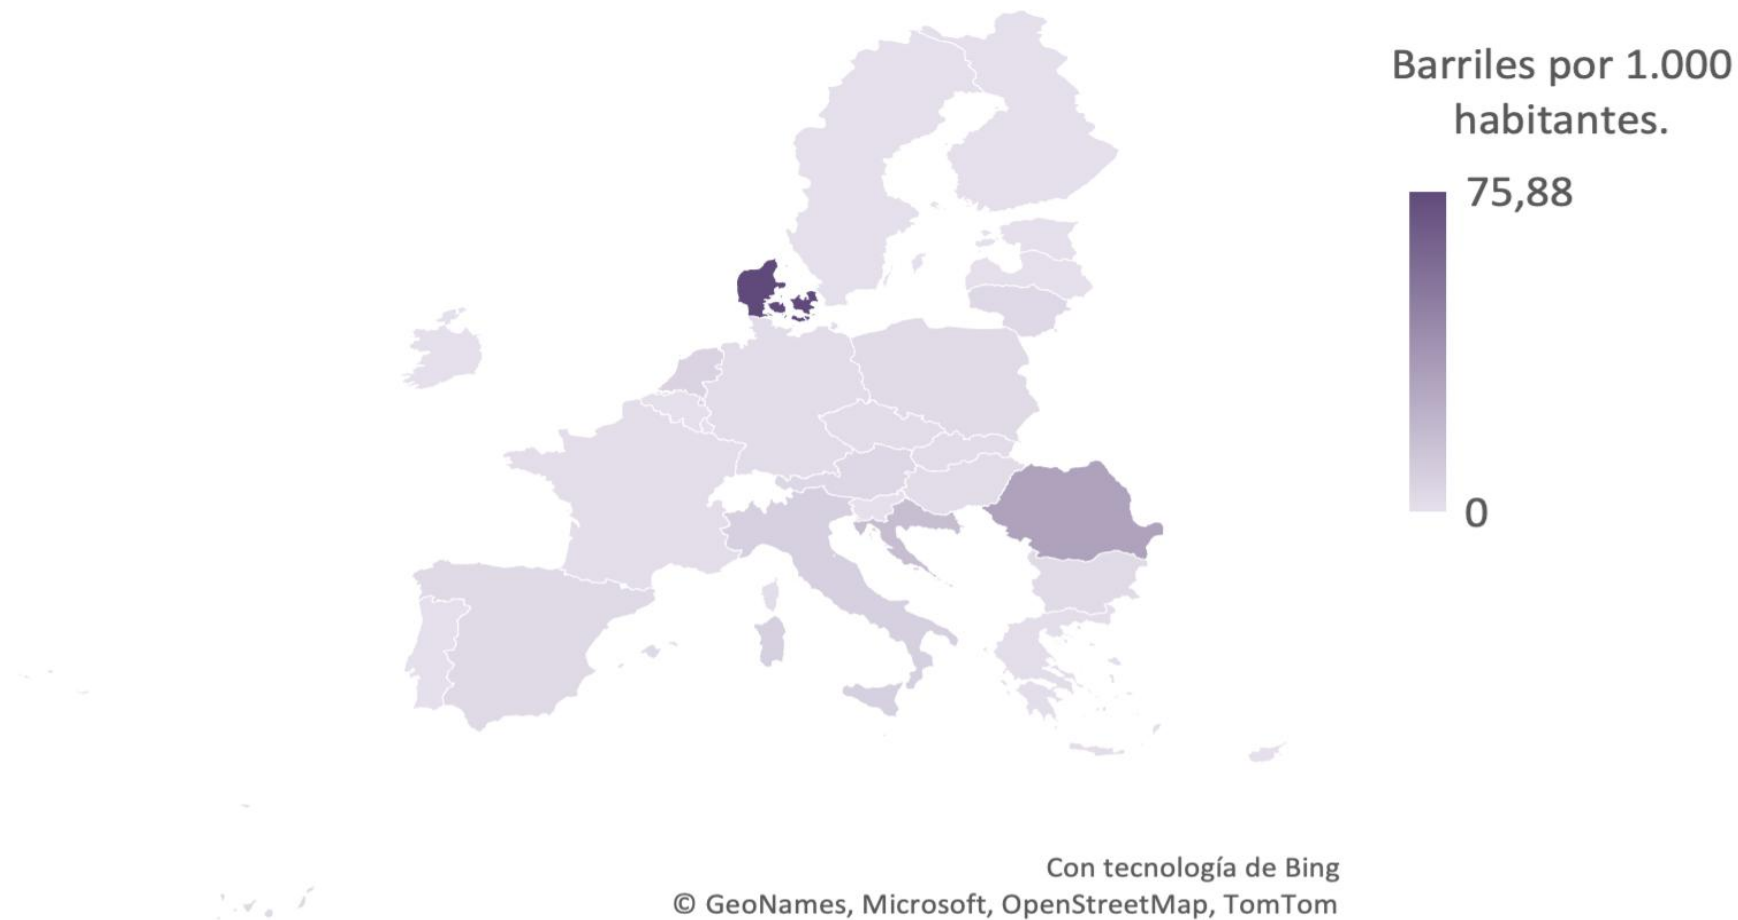 Barriles por 1.000
habitantes.
75,88
0
Con tecnología de Bing
© GeoNames, Microsoft, OpenStreetMap, TomTom